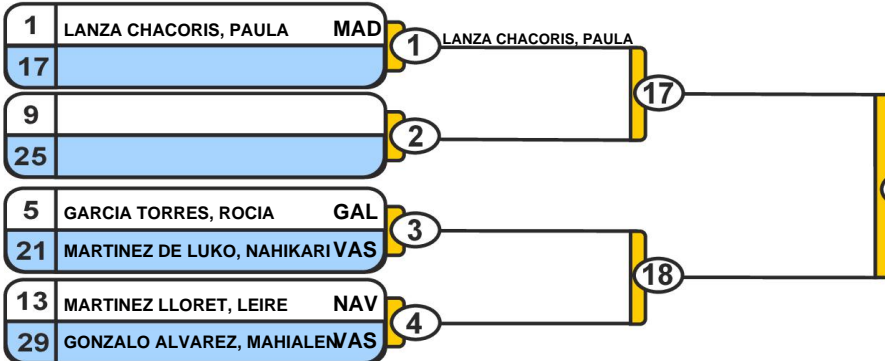 1 LANZA CHACORIS, PAULA MAD
17
1
LANZA CHACORIS, PAULA
17
9
25
2
5 GARCIA TORRES, ROCIA GAL
21 MARTINEZ DE LUKO, NAHIKARI VAS
3
18
13 MARTINEZ LLORET, LEIRE NAV
29 GONZALO ALVAREZ, MAHIALEN VAS
4